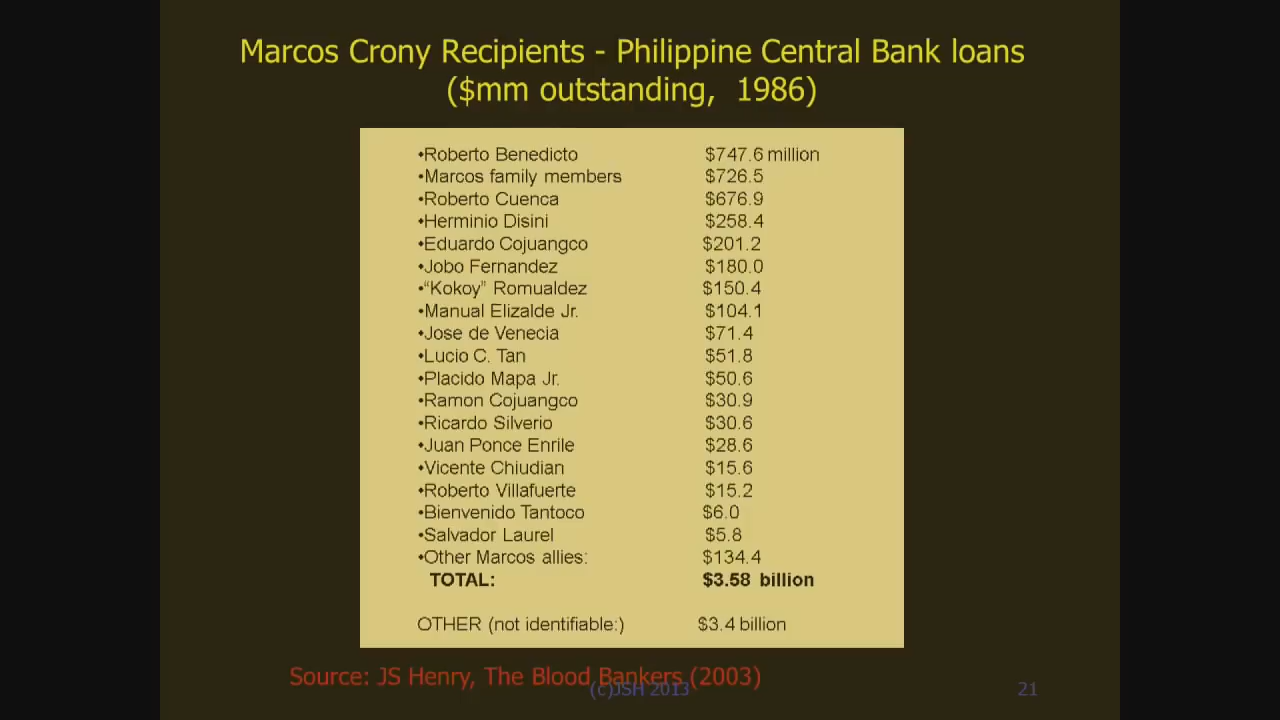 Marcos Crony Recipients - Philippine Central Bank loans
($mm outstanding, 1986)
•Roberto Benedicto $747.6 million
•Marcos family members $726.5
•Roberto Cuenca $676.9
•Herminio Disini $258.4
•Eduardo Cojuangco $201.2
•Jobo Fernandez $180.0
•“Kokoy” Romualdez $150.4
•Manual Elizalde Jr. $104.1
•Jose de Venecia $71.4
•Lucio C. Tan $51.8
•Placido Mapa Jr. $50.6
•Ramon Cojuangco $30.9
•Ricardo Silverio $30.6
•Juan Ponce Enrile $28.6
•Vicente Chiudian $15.6
•Roberto Villafuerte $15.2
•Bienvenido Tantoco $6.0
•Salvador Laurel $5.8
•Other Marcos allies: $134.4
TOTAL: $3.58 billion
OTHER (not identifiable:) $3.4 billion
Source: JS Henry, The Blood Bankers (2003)
(c)JSH 2013
21